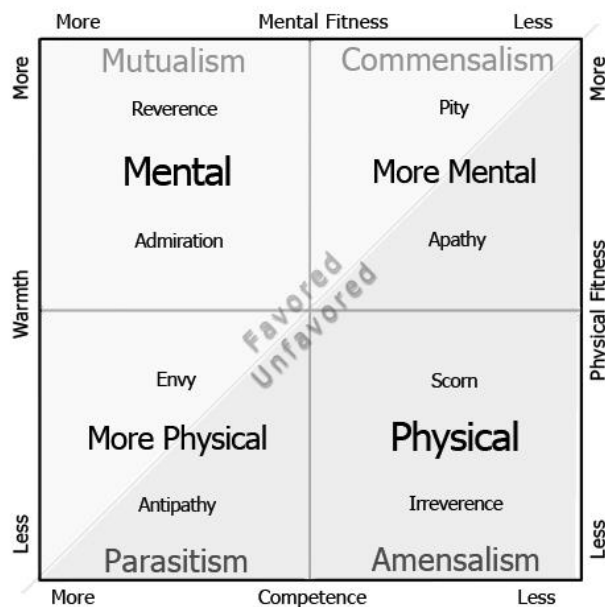 More Mental Fitness Less
Mutualism Commensalism
More More
Reverence Pity
Mental More Mental
Admiration Apathy
Warmth Physical Fitness
Favored
Unfavored
Envy Scorn
More Physical Physical
Antipathy Irreverence
Less Less
Parasitism Amensalism
More Competence Less